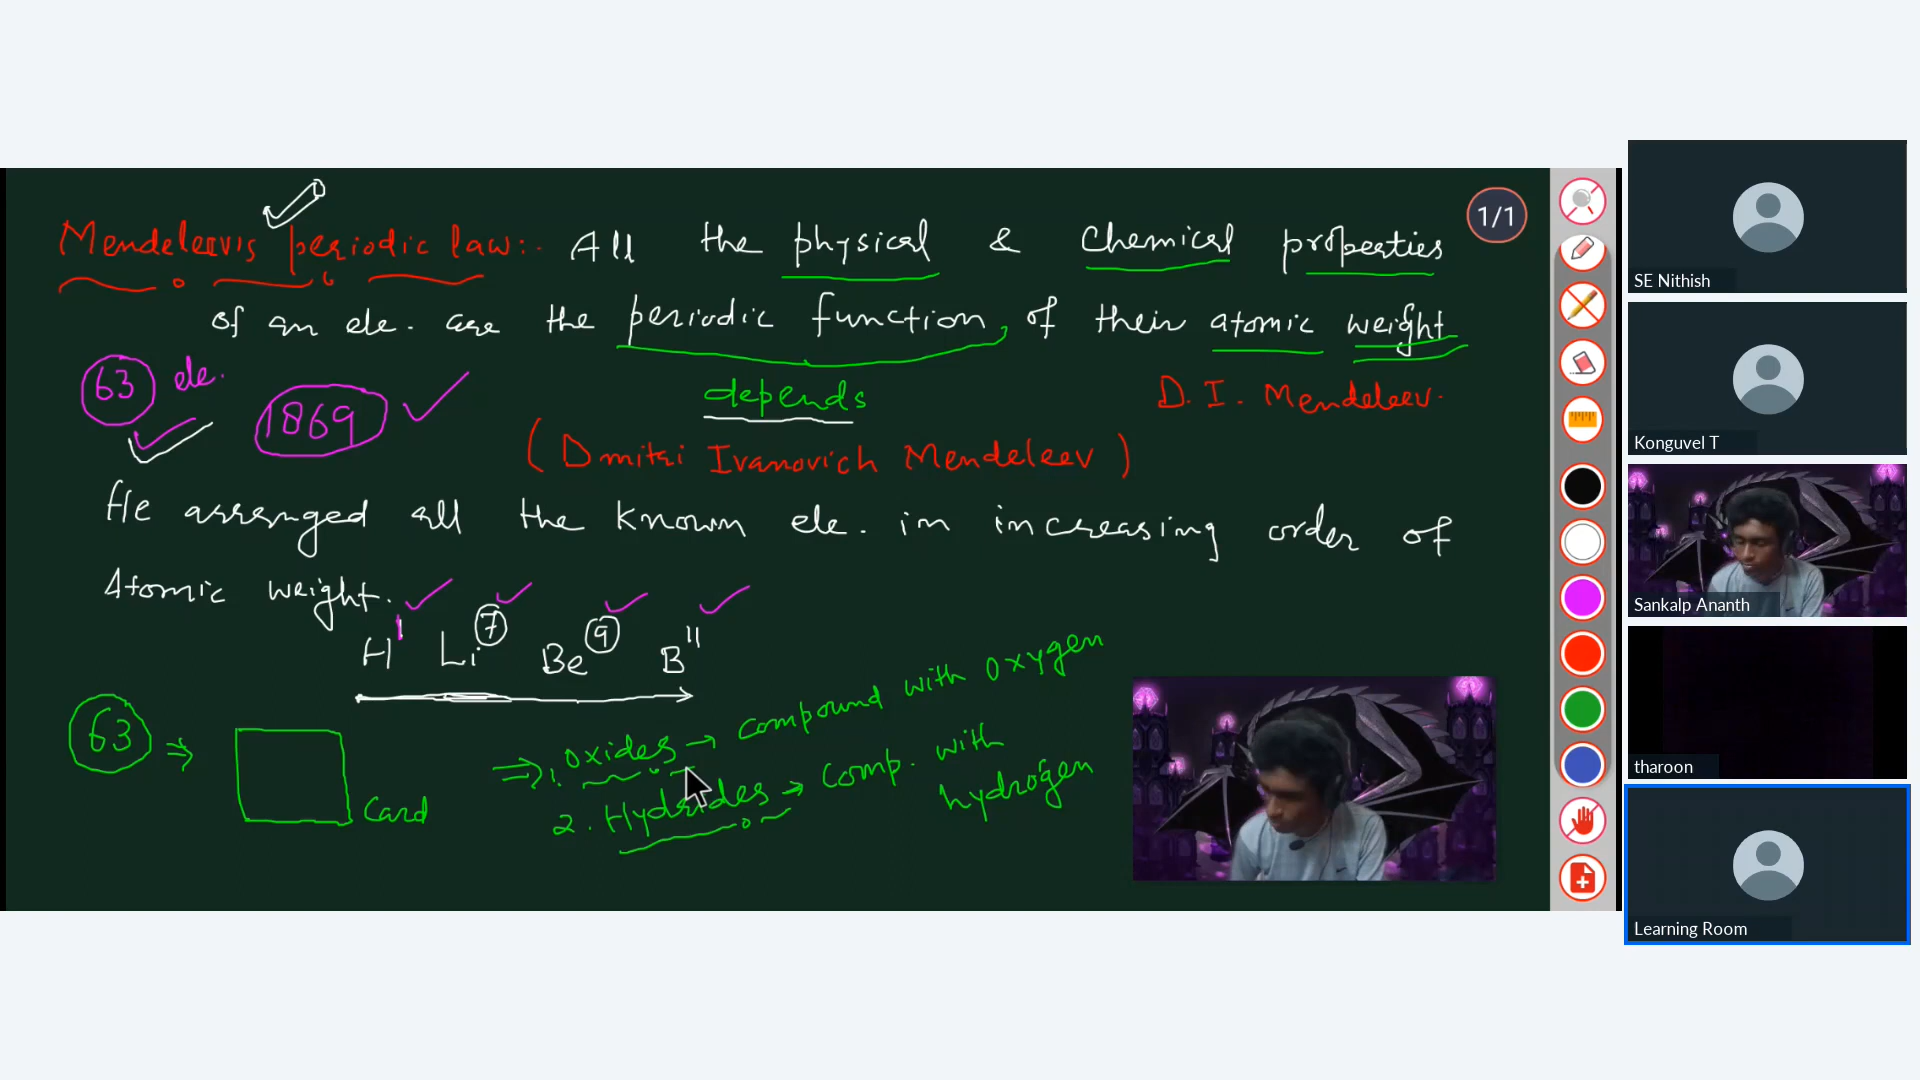 Mendeleev's periodic law:- All the physical & Chemical properties
1/1
of an ele. are the periodic function, of their atomic weight
63 ele.
1869
depends
D. I. Mendeleev.
(Dmitri Ivanovich Mendeleev)
He arranged all the known ele. in increasing order of
Atomic weight.
H 1 Li 7 Be 9 B 11
63 ⇒
Card
⇒ 1. Oxides → Compound with oxygen
2. Hydrides → comp. with
hydrogen
SE Nithish
Konguvel T
Sankalp Ananth
tharoon
Learning Room